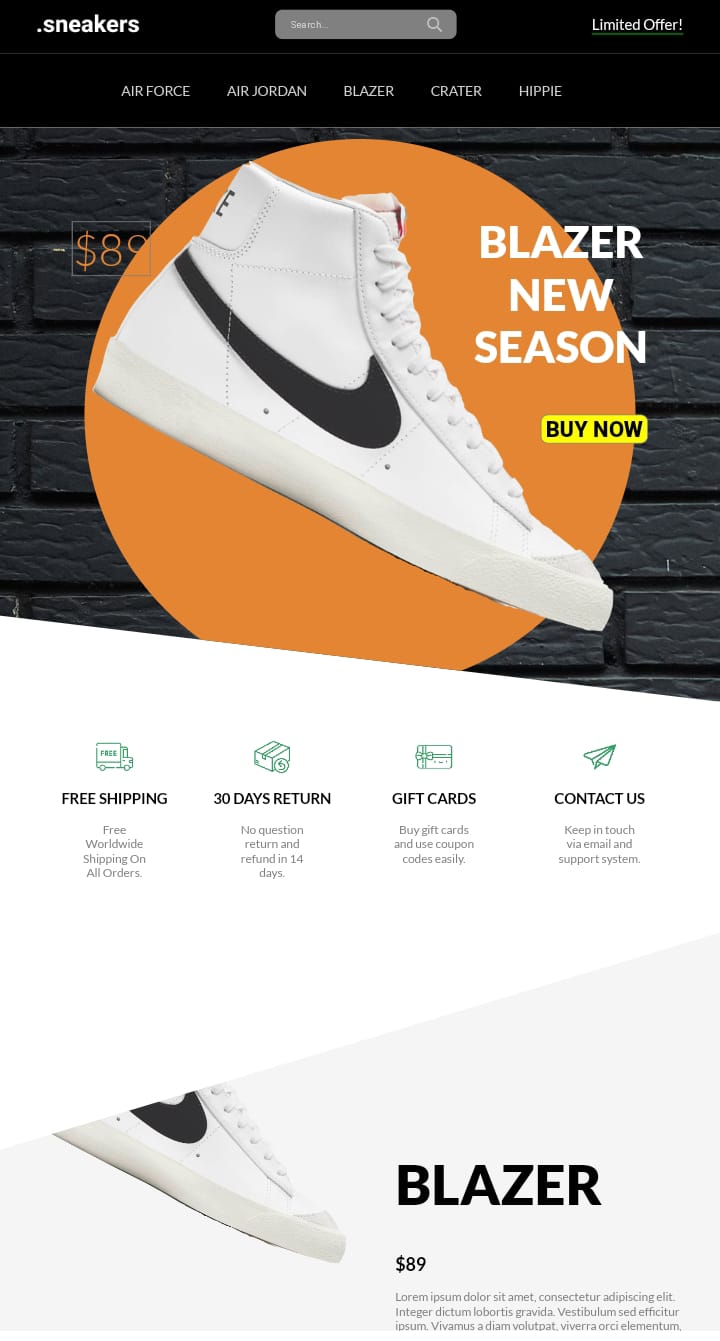 .sneakers
Search...
Limited Offer!
AIR FORCE
AIR JORDAN
BLAZER
CRATER
HIPPIE
$89
BLAZER
NEW
SEASON
BUY NOW
FREE
FREE SHIPPING
Free
Worldwide
Shipping On
All Orders.
30 DAYS RETURN
No question
return and
refund in 14
days.
GIFT CARDS
Buy gift cards
and use coupon
codes easily.
CONTACT US
Keep in touch
via email and
support system.
BLAZER
$89
Lorem ipsum dolor sit amet, consectetur adipiscing elit.
Integer dictum lobortis gravida. Vestibulum sed efficitur
ipsum. Vivamus a diam volutpat, viverra orci elementum,